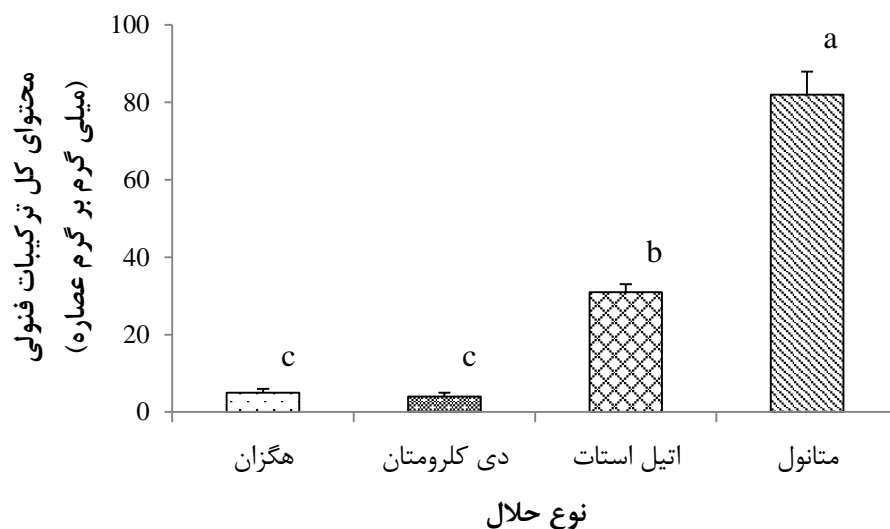 محتوای کل ترکیبات فنولی
(میلی گرم بر گرم عصاره)
100
80
60
40
20
0
c
c
b
a
هگزان
دی کلرومتان
اتیل استات
متانول
نوع حلال